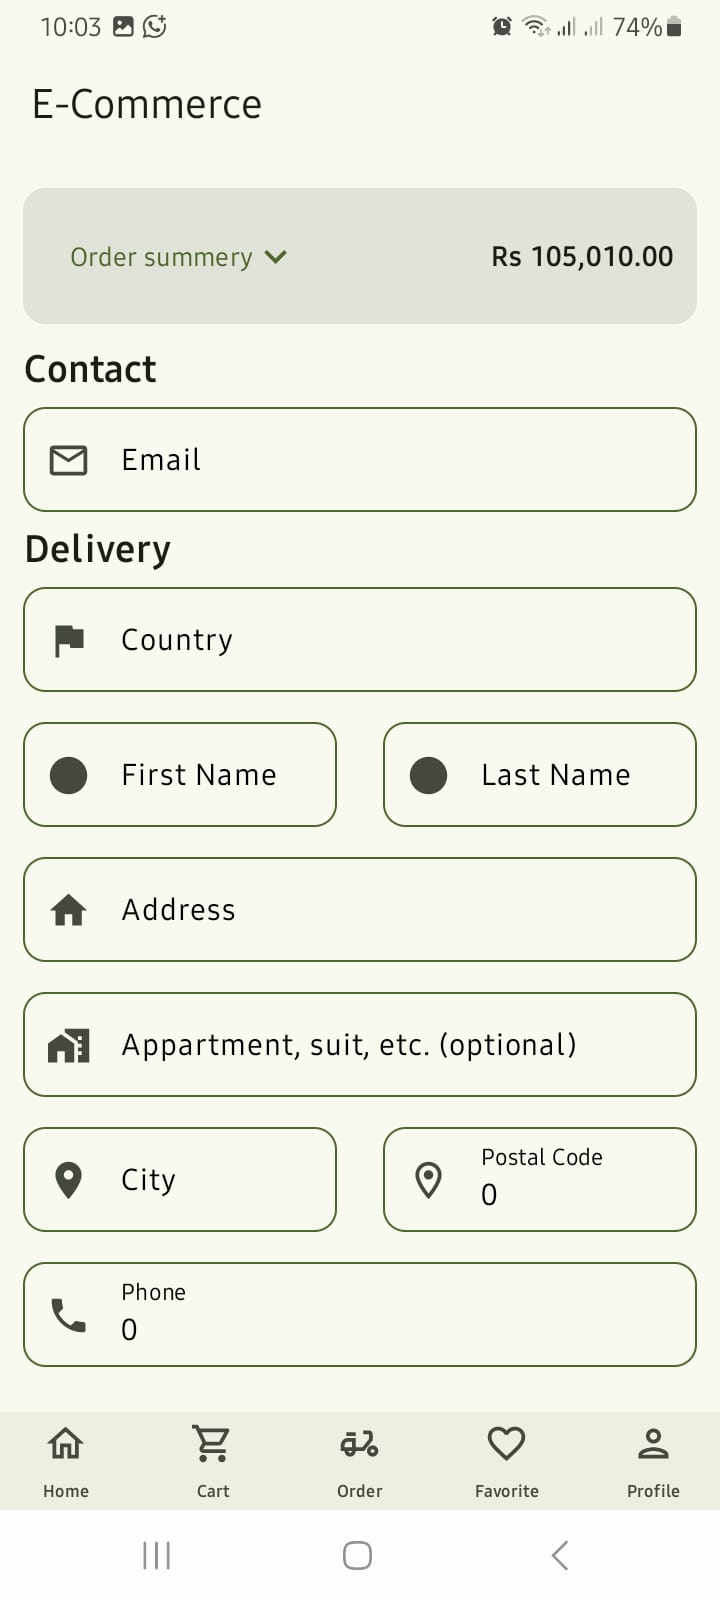 10:03 74%
E-Commerce
Order summery Rs 105,010.00
Contact
Email
Delivery
Country
First Name Last Name
Address
Appartment, suit, etc. (optional)
City Postal Code
0
Phone
0
Home Cart Order Favorite Profile